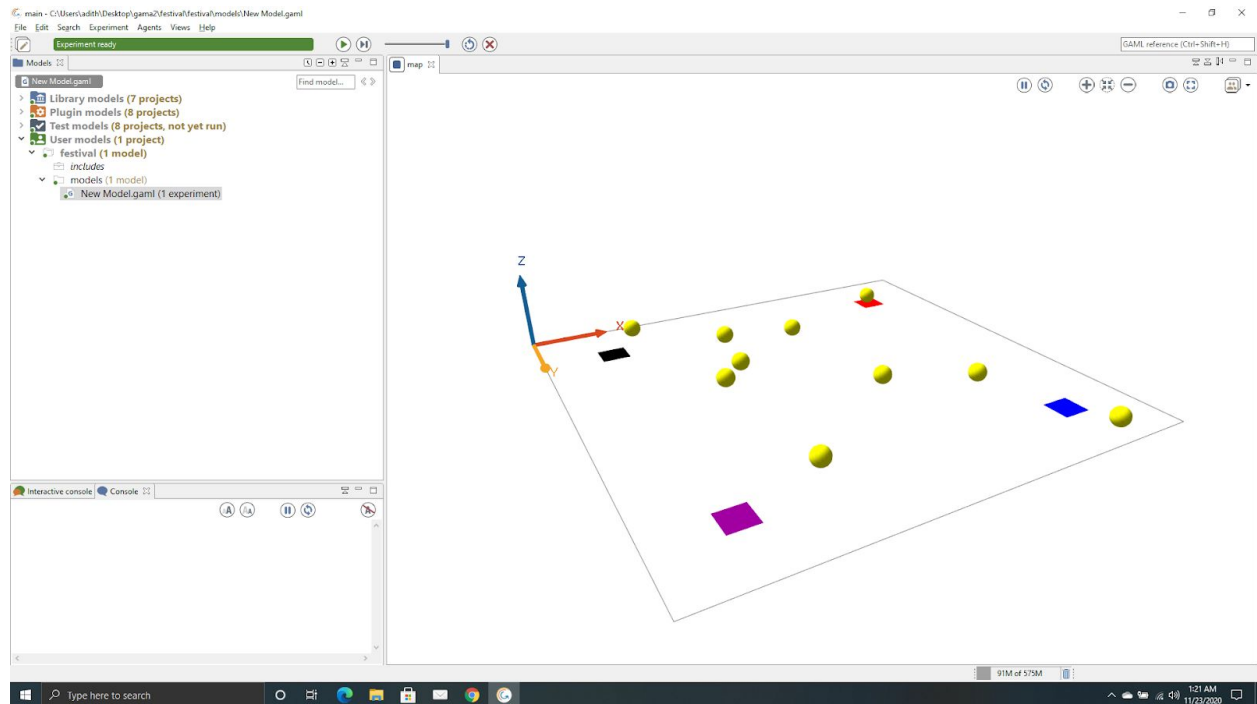 main - C:\Users\adith\Desktop\gama2\festival\festival\models\New Model.gaml
File Edit Search Experiment Agents Views Help
Experiment ready
GAML reference (Ctrl+Shift+H)
Models
map
New Model.gaml
Find model...
Library models (7 projects)
Plugin models (8 projects)
Test models (8 projects, not yet run)
User models (1 project)
festival (1 model)
includes
models (1 model)
New Model.gaml (1 experiment)
Z
X
Y
Interactive console Console
91M of 575M
Type here to search
1:21 AM
11/23/2020